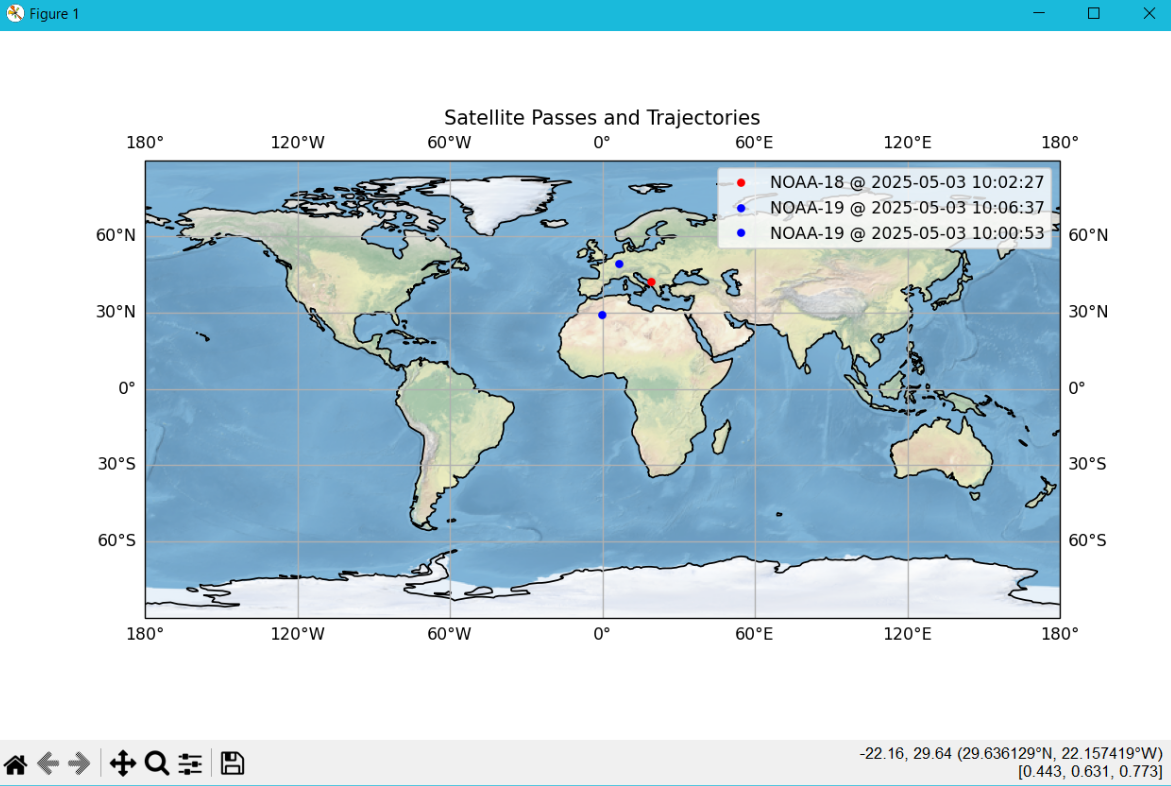 Figure 1
Satellite Passes and Trajectories
180° 120°W 60°W 0° 60°E 120°E 180°
NOAA-18 @ 2025-05-03 10:02:27
NOAA-19 @ 2025-05-03 10:06:37
NOAA-19 @ 2025-05-03 10:00:53
60°N 60°N
30°N 30°N
0° 0°
30°S 30°S
60°S 60°S
180° 120°W 60°W 0° 60°E 120°E 180°
-22.16, 29.64 (29.636129°N, 22.157419°W)
[0.443, 0.631, 0.773]